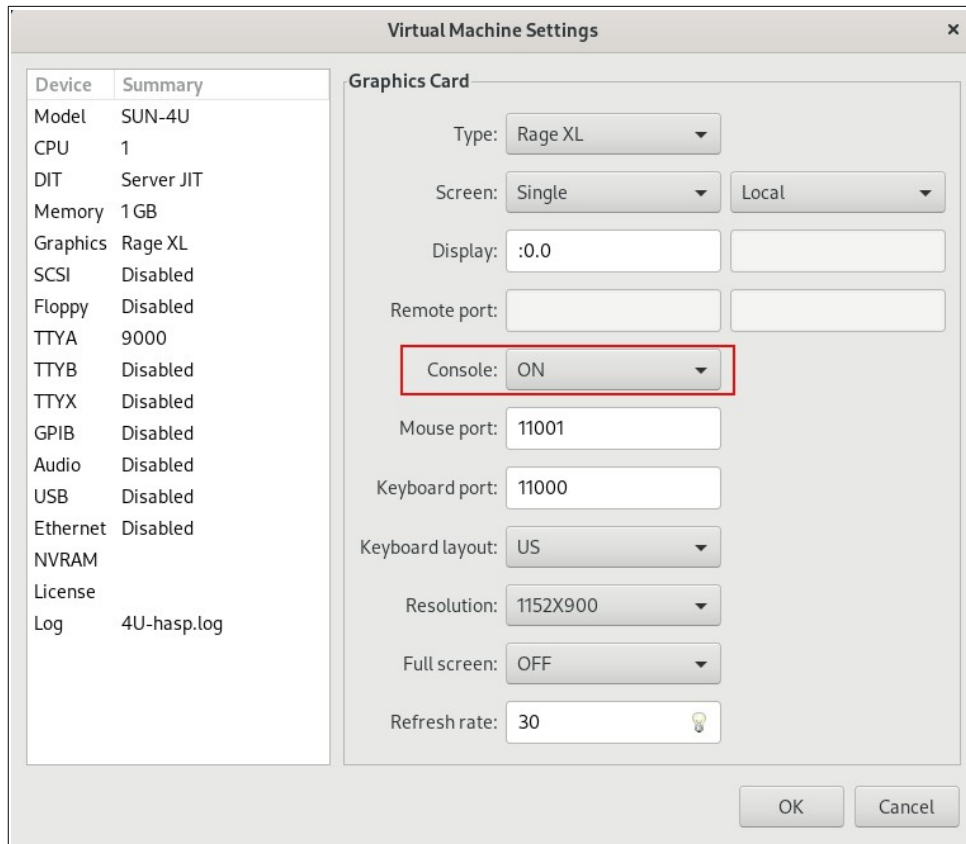 Virtual Machine Settings
Device Summary
Model SUN-4U
CPU 1
DIT Server JIT
Memory 1 GB
Graphics Rage XL
SCSI Disabled
Floppy Disabled
TTYA 9000
TTYB Disabled
TTYX Disabled
GPIB Disabled
Audio Disabled
USB Disabled
Ethernet Disabled
NVRAM
License
Log 4U-hasp.log
Graphics Card
Type: Rage XL
Screen: Single Local
Display: :0.0
Remote port:
Console: ON
Mouse port: 11001
Keyboard port: 11000
Keyboard layout: US
Resolution: 1152X900
Full screen: OFF
Refresh rate: 30
OK Cancel